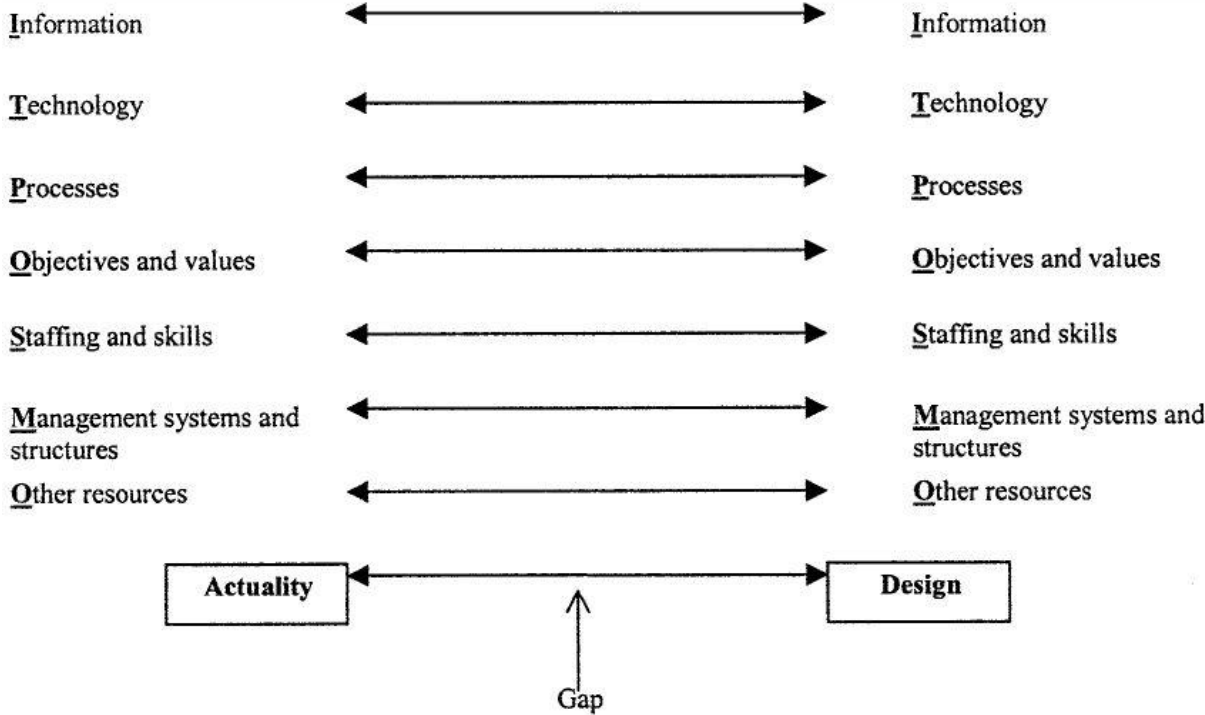 Information Information
Technology Technology
Processes Processes
Objectives and values Objectives and values
Staffing and skills Staffing and skills
Management systems and Management systems and
structures structures
Other resources Other resources
Actuality Design
Gap